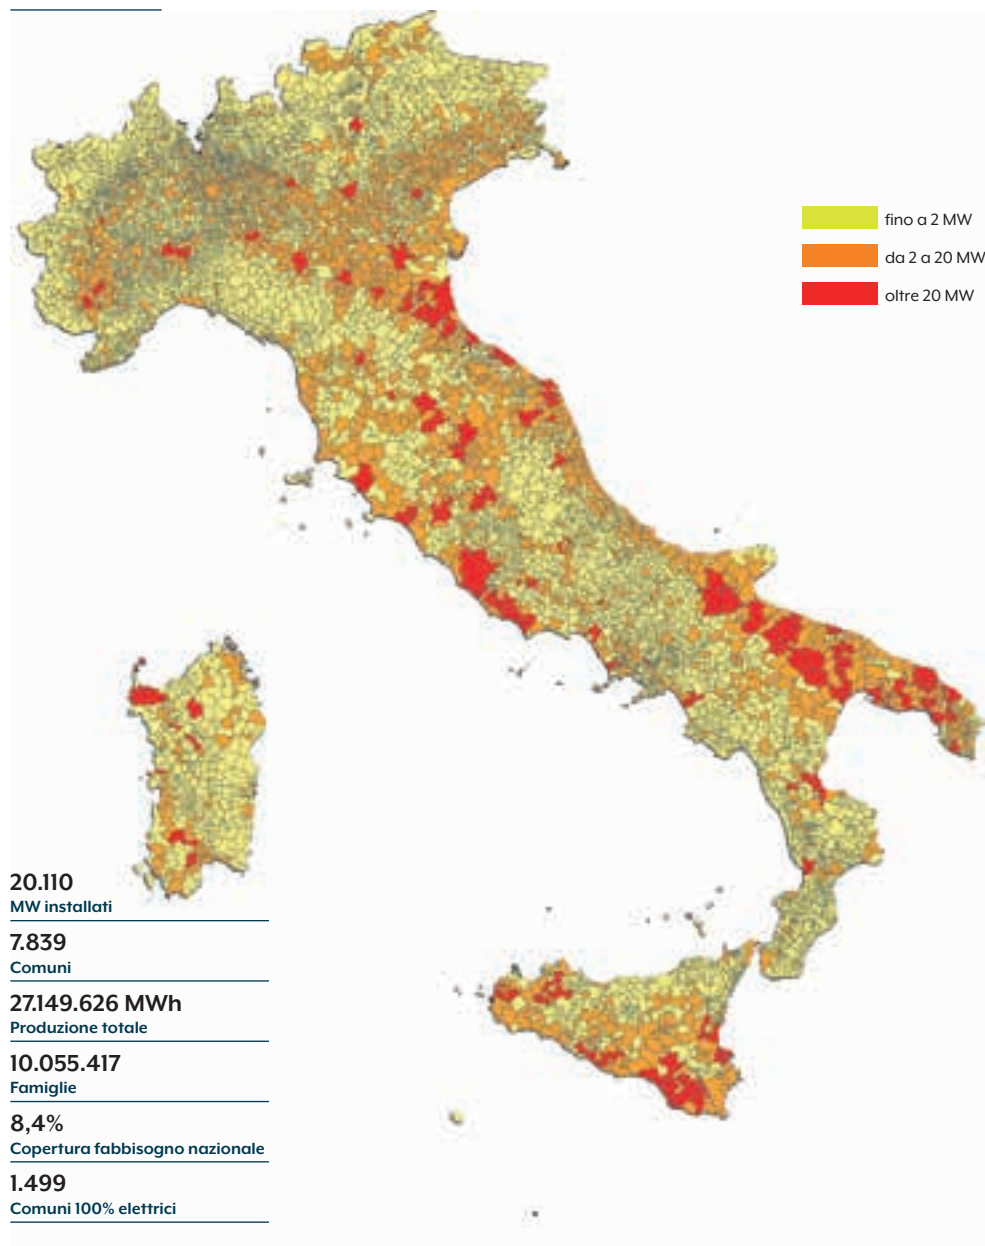 fino a 2 MW
da 2 a 20 MW
oltre 20 MW
20.110
MW installati
7.839
Comuni
27.149.626 MWh
Produzione totale
10.055.417
Famiglie
8,4%
Copertura fabbisogno nazionale
1.499
Comuni 100% elettrici